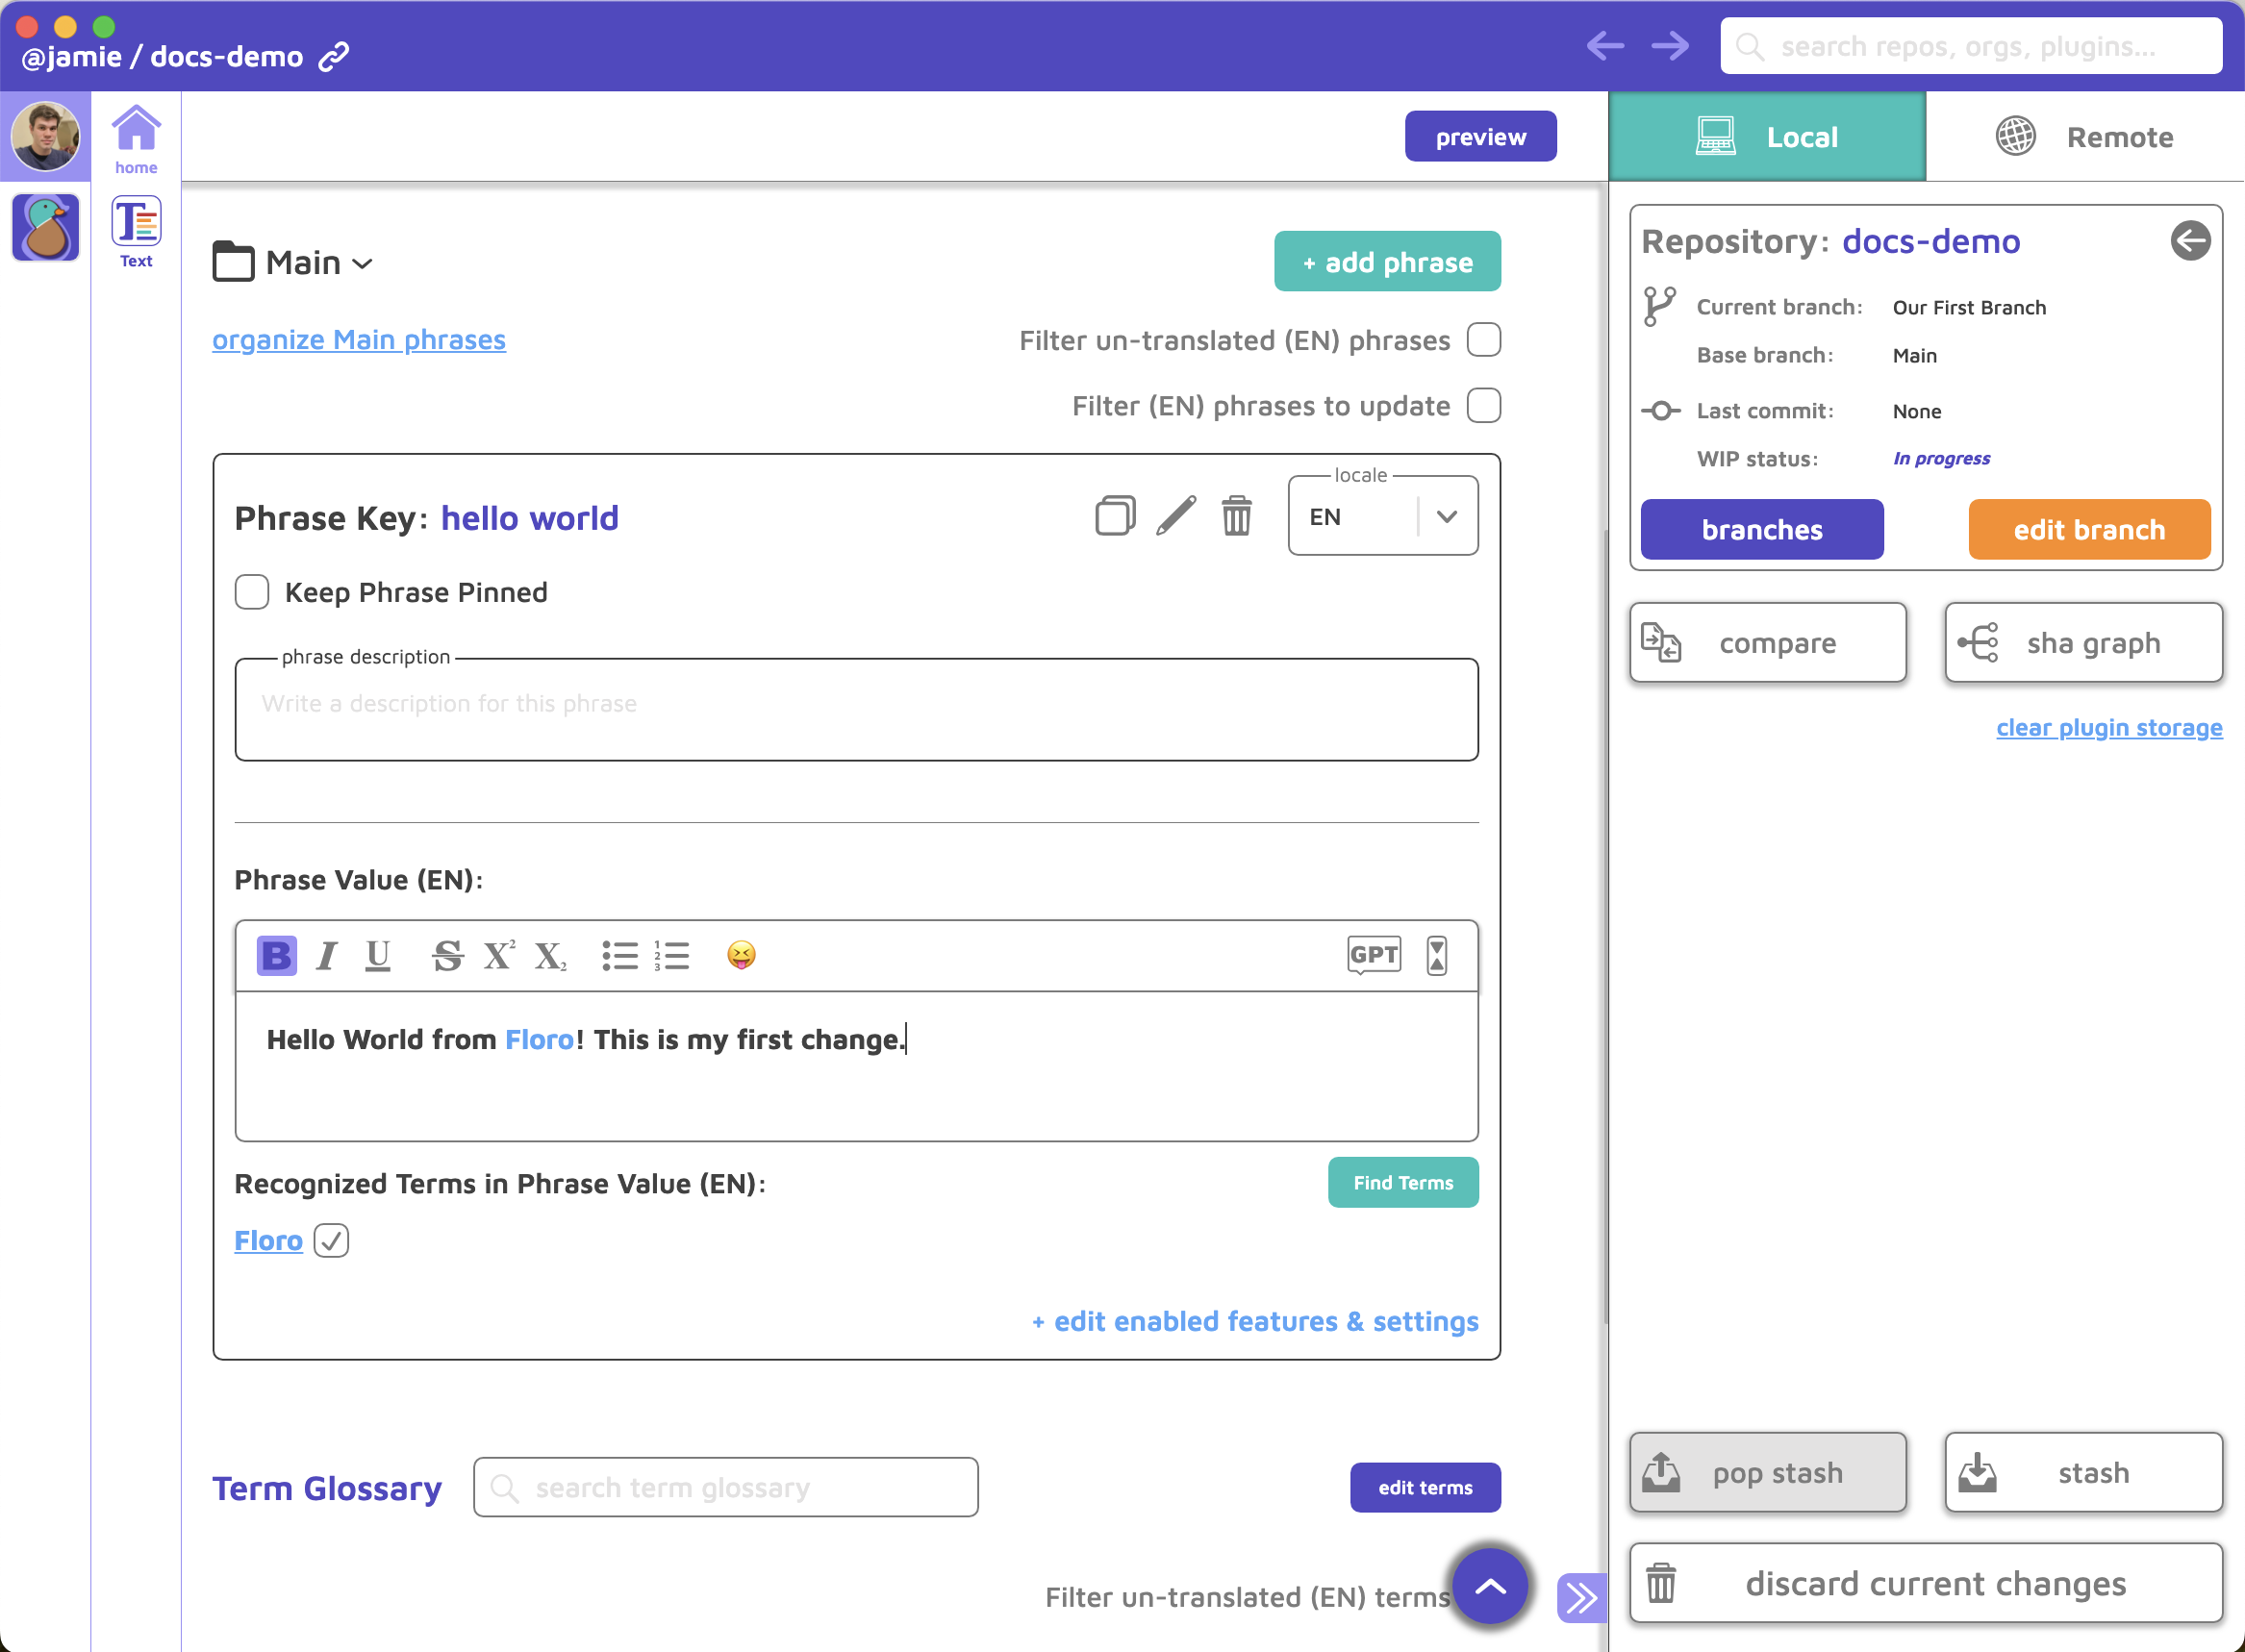 @jamie / docs-demo
search repos, orgs, plugins...
home
Text
preview
Local
Remote
Main
+ add phrase
organize Main phrases
Filter un-translated (EN) phrases
Filter (EN) phrases to update
Phrase Key: hello world
locale
EN
Keep Phrase Pinned
phrase description
Write a description for this phrase
Phrase Value (EN):
B I U S X² X₂
1
2
3
GPT
Hello World from Floro! This is my first change.
Recognized Terms in Phrase Value (EN):
Find Terms
Floro
+ edit enabled features & settings
Term Glossary
search term glossary
edit terms
Filter un-translated (EN) terms
Repository: docs-demo
Current branch: Our First Branch
Base branch: Main
Last commit: None
WIP status: In progress
branches
edit branch
compare
sha graph
clear plugin storage
pop stash
stash
discard current changes